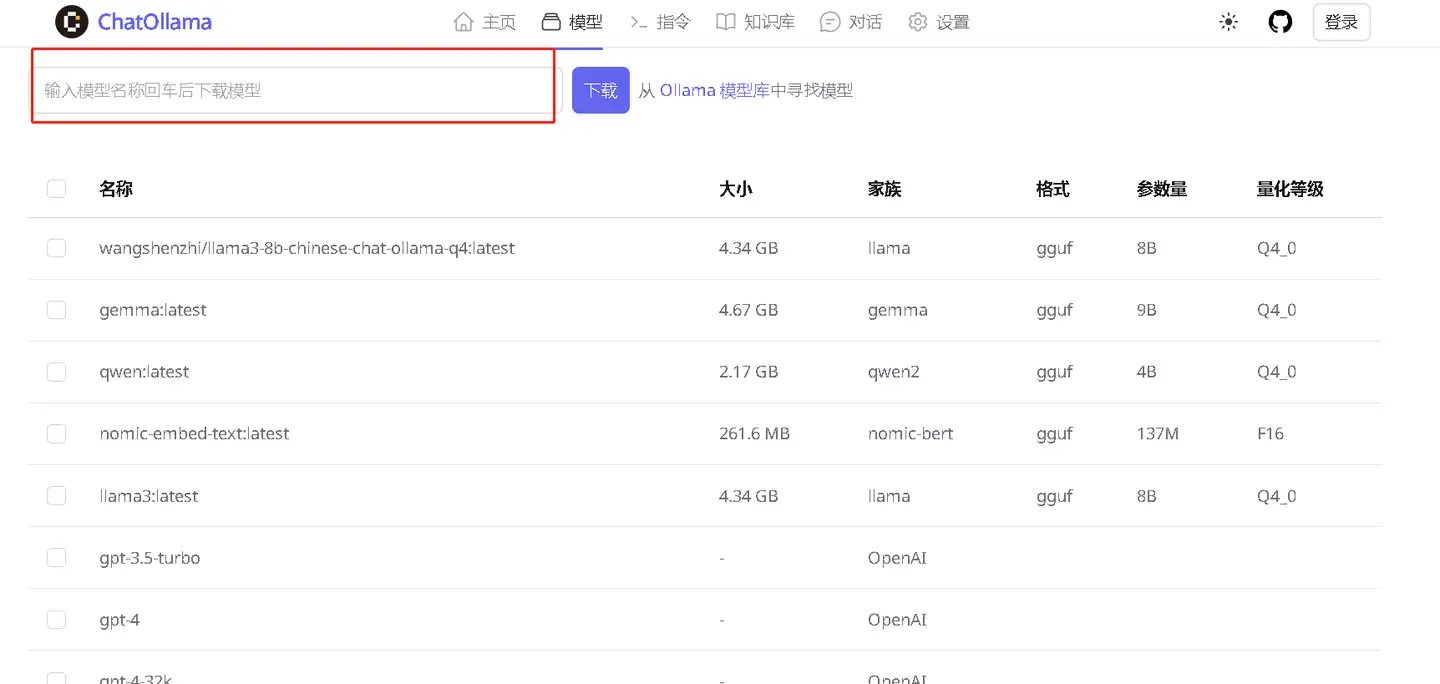 ChatOllama 主页 模型 指令 知识库 对话 设置 登录
输入模型名称回车后下载模型 下载 从 Ollama 模型库中寻找模型
名称 大小 家族 格式 参数量 量化等级
wangshenzhi/llama3-8b-chinese-chat-ollama-q4:latest 4.34 GB llama gguf 8B Q4_0
gemma:latest 4.67 GB gemma gguf 9B Q4_0
qwen:latest 2.17 GB qwen2 gguf 4B Q4_0
nomic-embed-text:latest 261.6 MB nomic-bert gguf 137M F16
llama3:latest 4.34 GB llama gguf 8B Q4_0
gpt-3.5-turbo - OpenAI
gpt-4 - OpenAI
gpt-4-32k - OpenAI